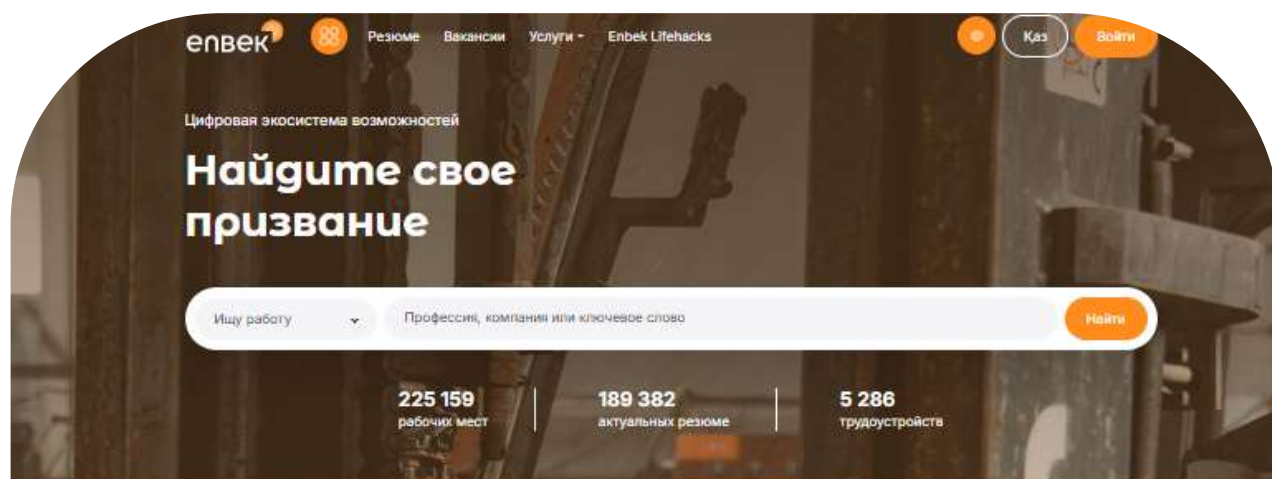 enвек
Резюме Вакансии Услуги Enbek Lifehacks Қаз Войти
Цифровая экосистема возможностей
Найдите свое
призвание
Ищу работу Профессия, компания или ключевое слово Найти
225 159 189 382 5 286
рабочих мест актуальных резюме трудоустройств